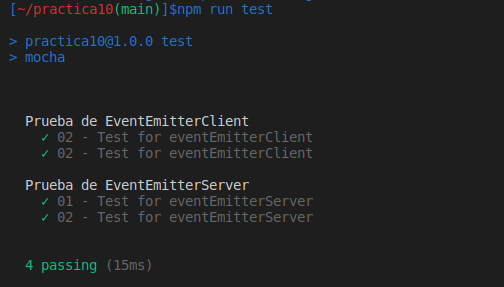 [~/practica10(main)]$npm run test
> practica10@1.0.0 test
> mocha
Prueba de EventEmitterClient
✓ 02 - Test for eventEmitterClient
✓ 02 - Test for eventEmitterClient
Prueba de EventEmitterServer
✓ 01 - Test for eventEmitterServer
✓ 02 - Test for eventEmitterServer
4 passing (15ms)